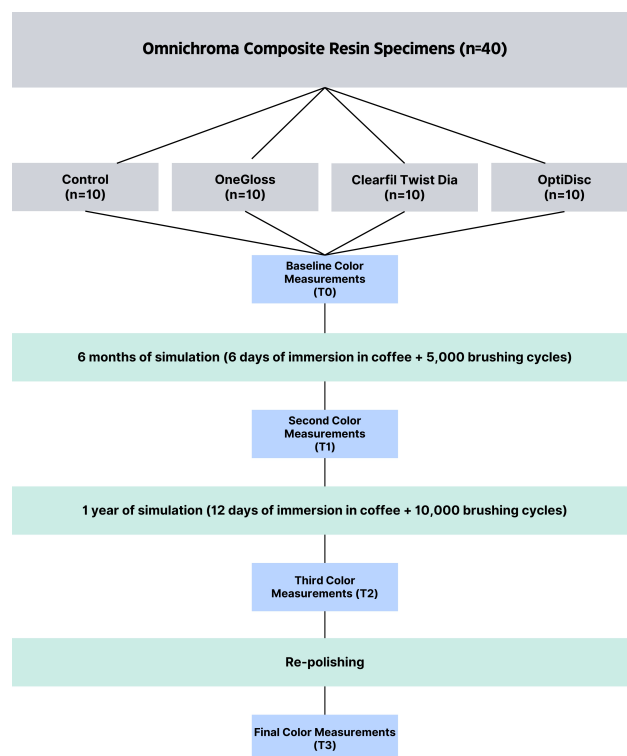 Omnichroma Composite Resin Specimens (n=40)
Control
(n=10)
OneGloss
(n=10)
Clearfil Twist Dia
(n=10)
OptiDisc
(n=10)
Baseline Color
Measurements
(T0)
6 months of simulation (6 days of immersion in coffee + 5,000 brushing cycles)
Second Color
Measurements
(T1)
1 year of simulation (12 days of immersion in coffee + 10,000 brushing cycles)
Third Color
Measurements (T2)
Re-polishing
Final Color Measurements
(T3)